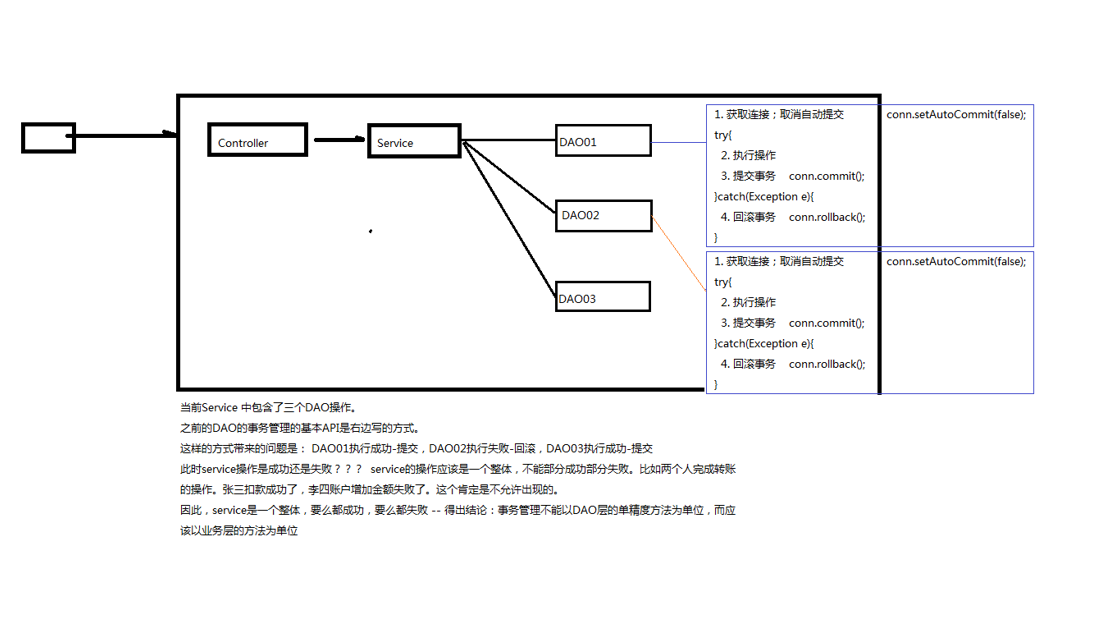 Controller
Service
DAO01
DAO02
DAO03
1. 获取连接；取消自动提交 conn.setAutoCommit(false);
try{
2. 执行操作
3. 提交事务 conn.commit();
}catch(Exception e){
4. 回滚事务 conn.rollback();
}
1. 获取连接；取消自动提交 conn.setAutoCommit(false);
try{
2. 执行操作
3. 提交事务 conn.commit();
}catch(Exception e){
4. 回滚事务 conn.rollback();
}
当前Service 中包含了三个DAO操作。
之前的DAO的事务管理的基本API是右边写的方式。
这样的方式带来的问题是： DAO01执行成功-提交，DAO02执行失败-回滚，DAO03执行成功-提交
此时service操作是成功还是失败？？？ service的操作应该是一个整体，不能部分成功部分失败。比如两个人完成转账
的操作。张三扣款成功了，李四账户增加金额失败了。这个肯定是不允许出现的。
因此，service是一个整体，要么都成功，要么都失败 -- 得出结论：事务管理不能以DAO层的单精度方法为单位，而应
该以业务层的方法为单位